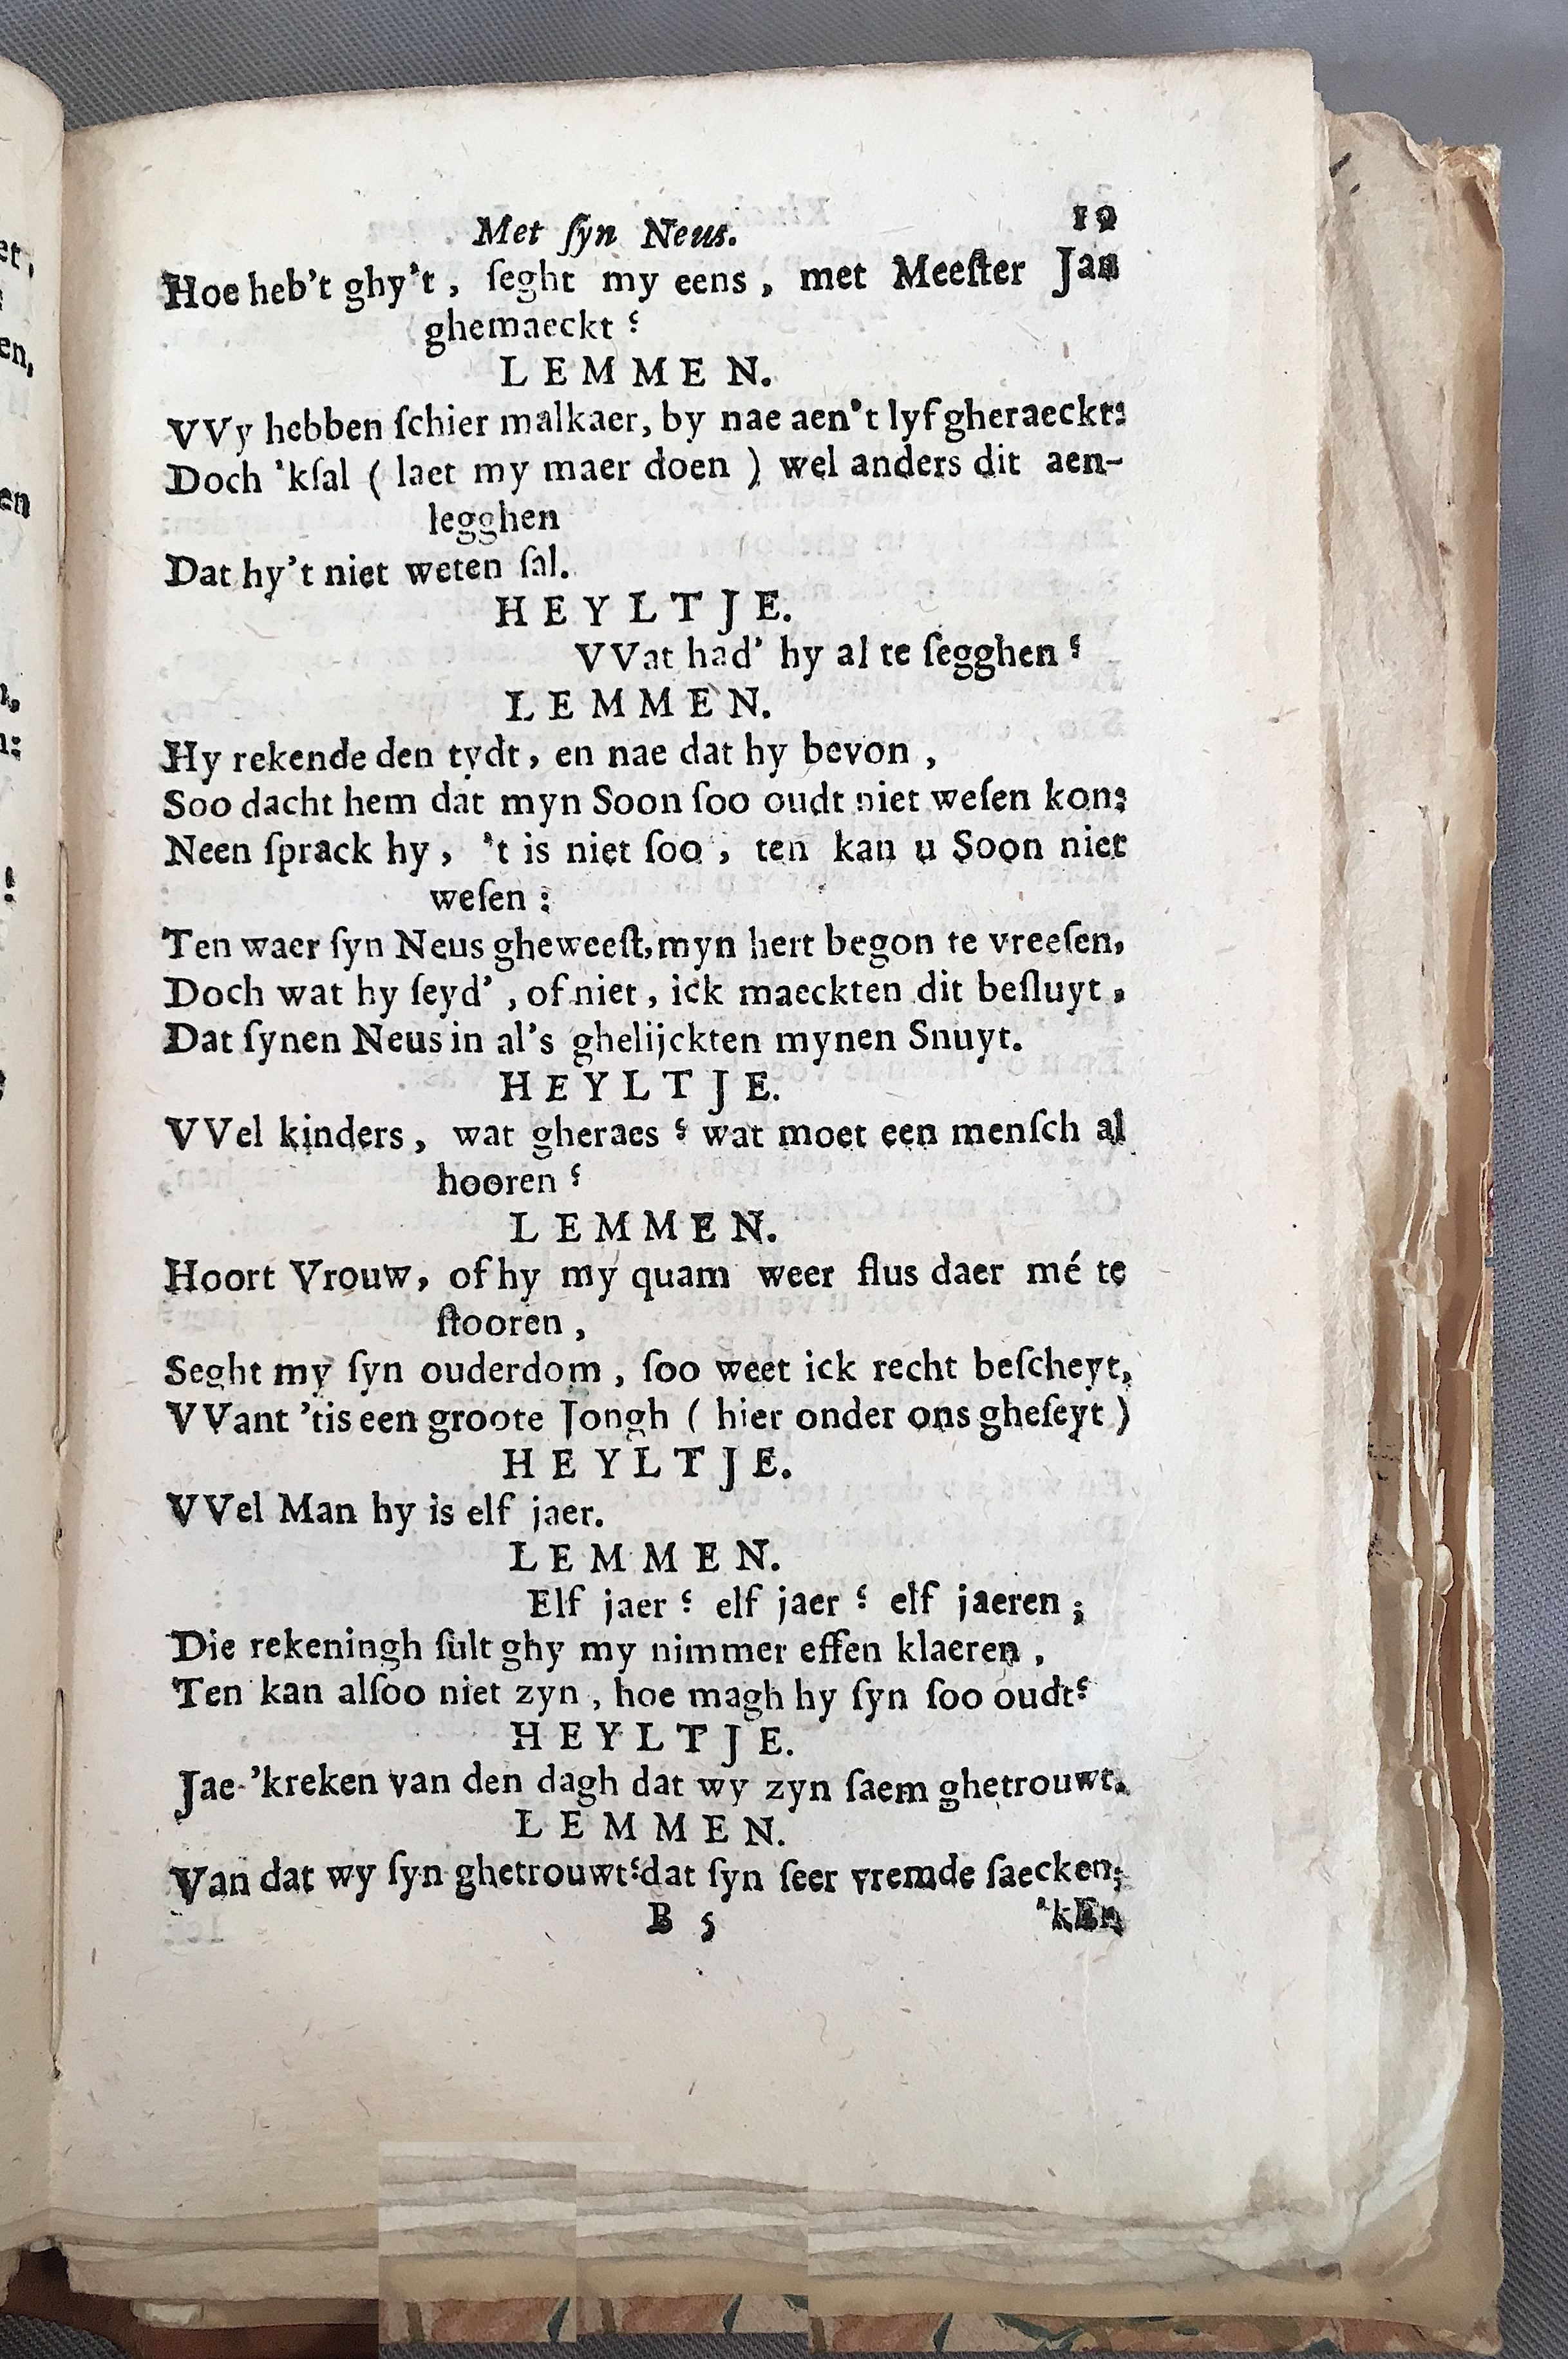 Met ſyn Neus. 19
Hoe heb't ghy't, ſeght my eens, met Meeſter Jan
ghemaeckt?
LEMMEN.
VVy hebben ſchier malkaer, by nae aen't lyf gheraeckt:
Doch 'kſal ( laet my maer doen ) wel anders dit aen-
legghen
Dat hy't niet weten ſal.
HEYLTJE.
VVat had' hy al te ſegghen?
LEMMEN.
Hy rekende den tydt, en nae dat hy bevon,
Soo dacht hem dat myn Soon ſoo oudt niet weſen kon;
Neen ſprack hy, 't is niet ſoo, ten kan u Soon niet
weſen:
Ten waer ſyn Neus gheweeſt, myn hert begon te vreeſen,
Doch wat hy ſeyd', of niet, ick maeckten dit beſluyt,
Dat ſynen Neus in al's ghelijckten mynen Snuyt.
HEYLTJE.
VVel kinders, wat gheraes? wat moet een menſch al
hooren?
LEMMEN.
Hoort Vrouw, of hy my quam weer flus daer mé te
ſtooren,
Seght my ſyn ouderdom, ſoo weet ick recht beſcheyt,
VVant 'tis een groote Jongh ( hier onder ons gheſeyt )
HEYLTJE.
VVel Man hy is elf jaer.
LEMMEN.
Elf jaer? elf jaer? elf jaeren;
Die rekeningh ſult ghy my nimmer effen klaeren,
Ten kan alſoo niet zyn, hoe magh hy ſyn ſoo oudt?
HEYLTJE.
Jae-'kreken van den dagh dat wy zyn ſaem ghetrouwt.
LEMMEN.
Van dat wy ſyn ghetrouwt? dat ſyn ſeer vremde ſaecken;
B 5 'kEn